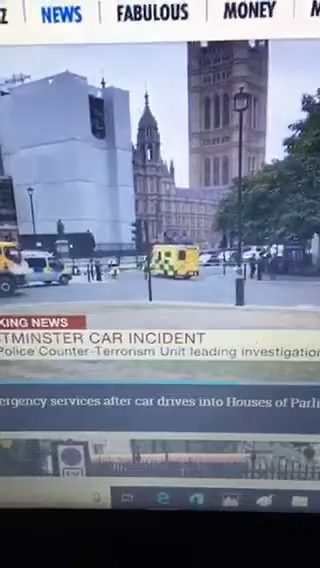 NEWS FABULOUS MONEY
KING NEWS
TMINSTER CAR INCIDENT
Police Counter-Terrorism Unit leading investigation
ergency services after car drives into Houses of Parli